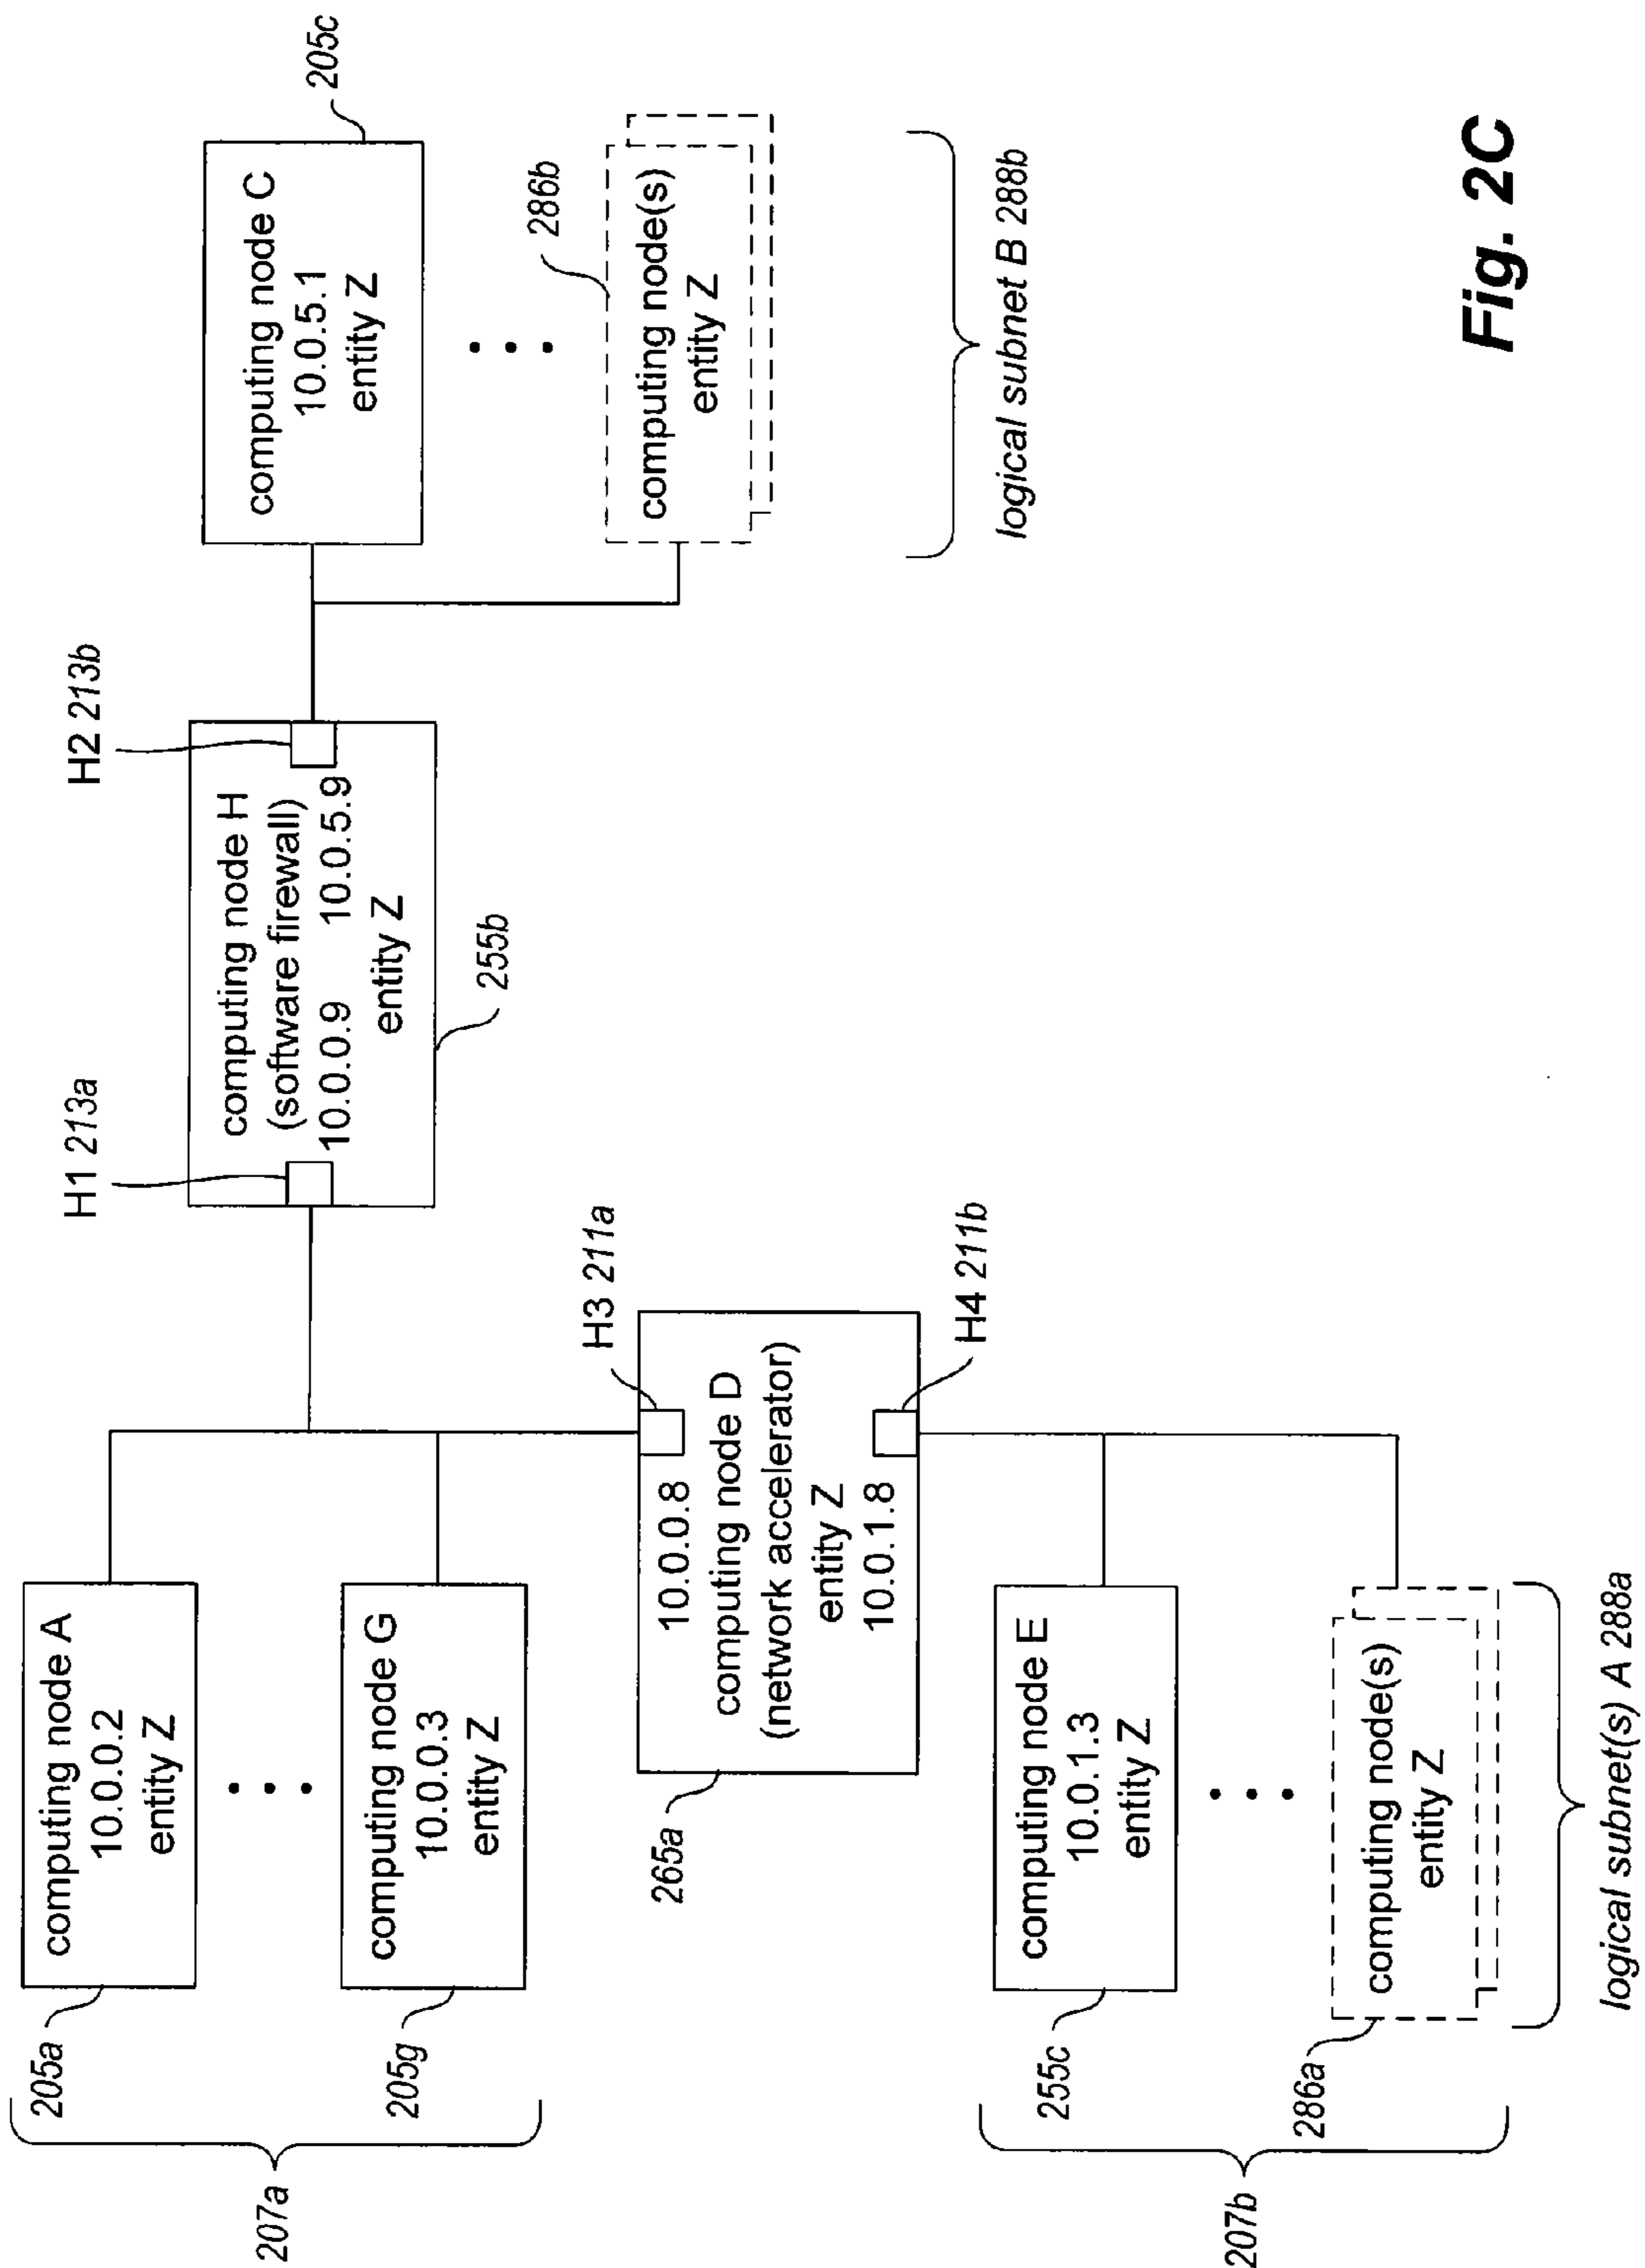 205a
computing node A
10.0.0.2
entity Z
205g
computing node G
10.0.0.3
entity Z
207a
H1 213a
H2 213b
computing node H
(software firewall)
10.0.0.9 10.0.5.9
entity Z
255b
205c
computing node C
10.0.5.1
entity Z
286b
computing node(s)
entity Z
logical subnet B 288b
H3 211a
10.0.0.8
computing node D
(network accelerator)
entity Z
10.0.1.8
265a
H4 211b
255c
computing node E
10.0.1.3
entity Z
286a
computing node(s)
entity Z
207b
logical subnet(s) A 288a
Fig. 2C